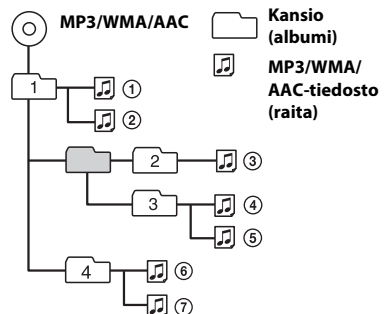 MP3/WMA/AAC
Kansio
(albumi)
MP3/WMA/
AAC-tiedosto
(raita)
1
①
②
2
③
3
④
⑤
4
⑥
⑦